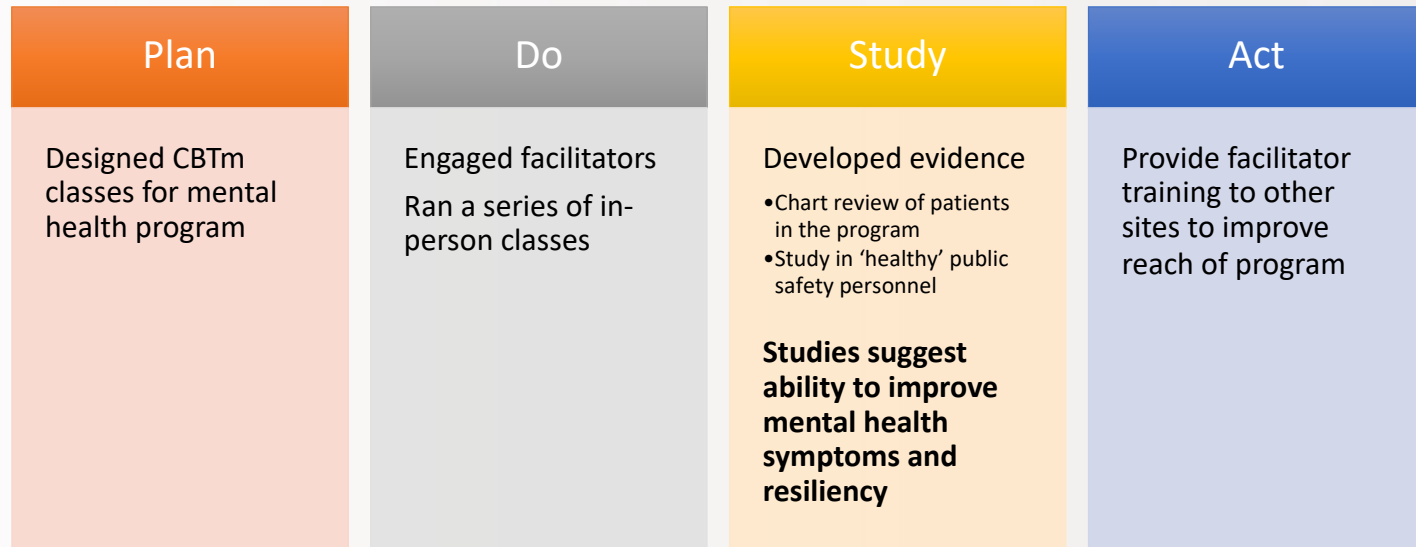 Plan
Designed CBTm
classes for mental
health program
Do
Engaged facilitators
Ran a series of in-
person classes
Study
Developed evidence
•Chart review of patients
in the program
•Study in ‘healthy’ public
safety personnel
Studies suggest
ability to improve
mental health
symptoms and
resiliency
Act
Provide facilitator
training to other
sites to improve
reach of program